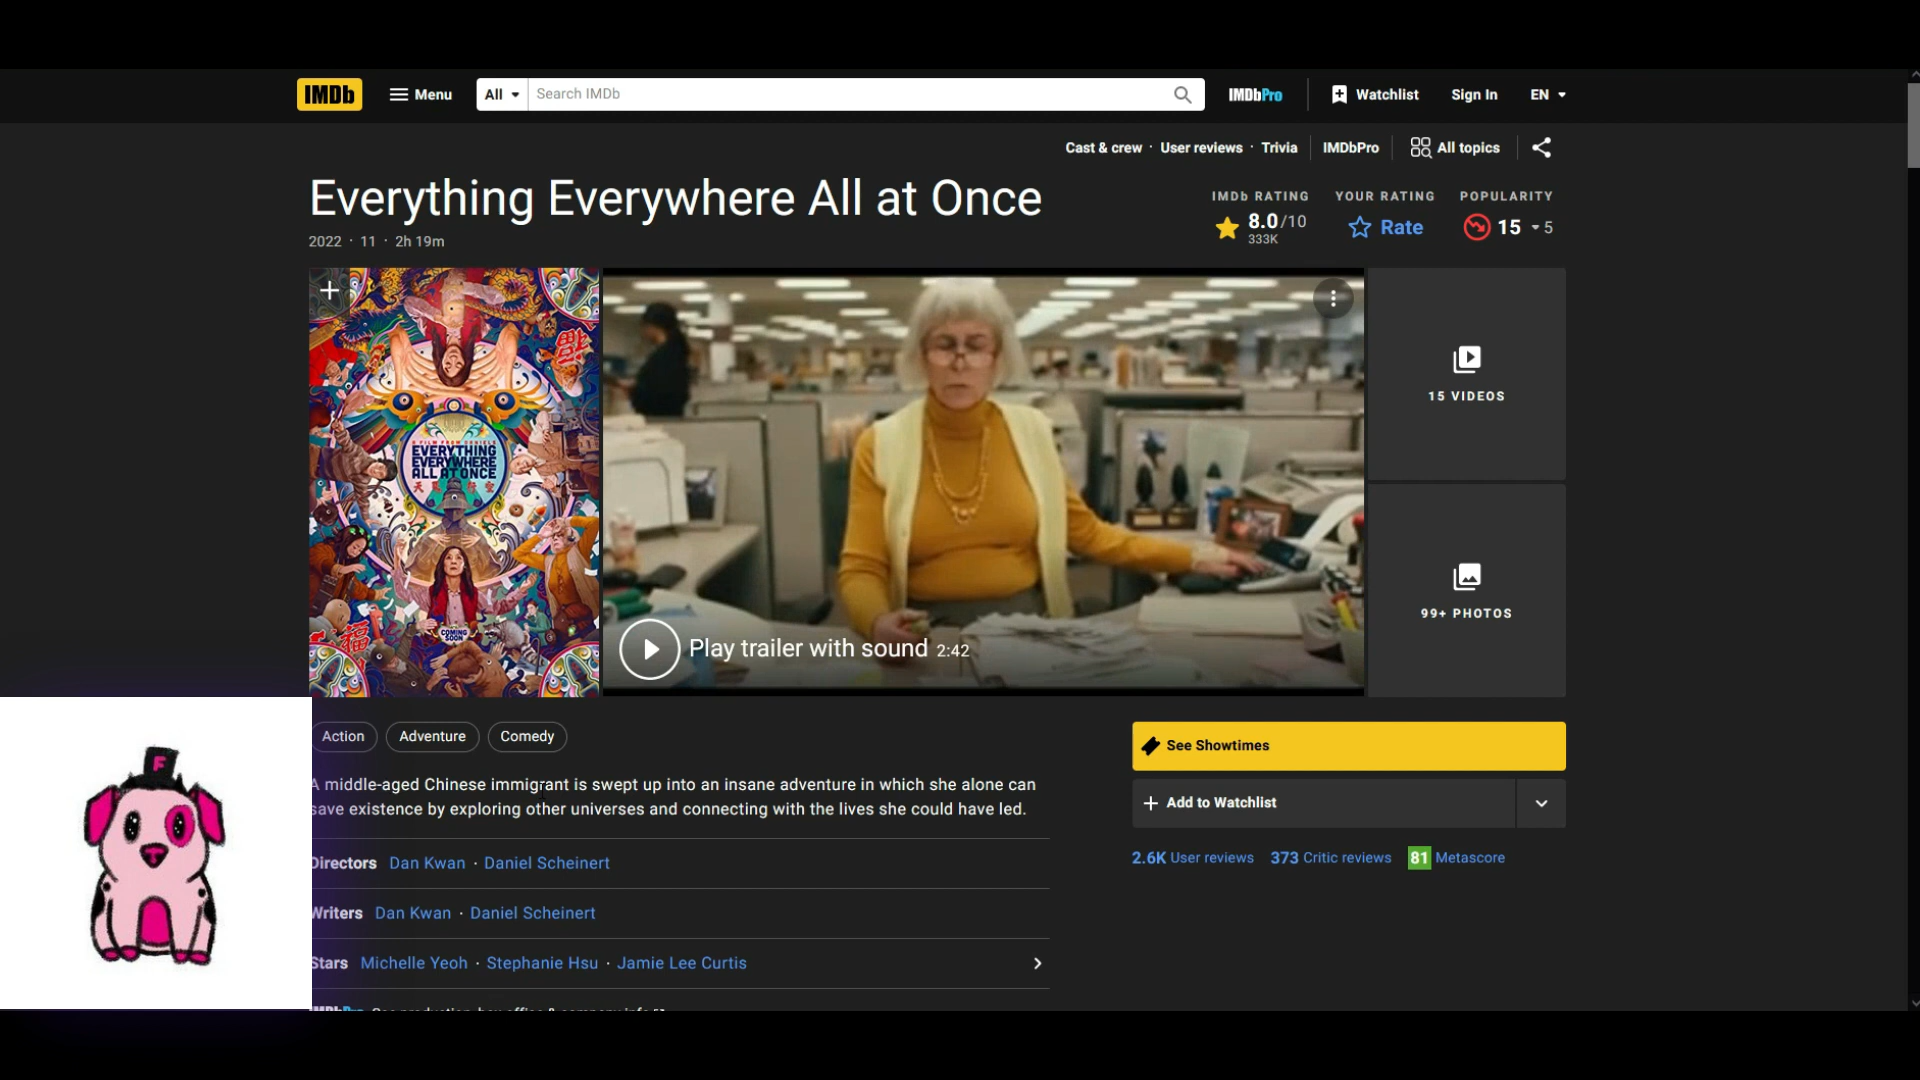 IMDb
Menu
All
Search IMDb
IMDbPro
Watchlist
Sign In
EN
Cast & crew · User reviews · Trivia
IMDbPro
All topics
Everything Everywhere All at Once
2022 · 11 · 2h 19m
IMDb RATING
8.0/10
333K
YOUR RATING
Rate
POPULARITY
15
5
A FILM FROM DANIELS
EVERYTHING
EVERYWHERE
ALL AT ONCE
COMING
SOON
福
Play trailer with sound 2:42
15 VIDEOS
99+ PHOTOS
F
Action
Adventure
Comedy
A middle-aged Chinese immigrant is swept up into an insane adventure in which she alone can
save existence by exploring other universes and connecting with the lives she could have led.
Directors Dan Kwan · Daniel Scheinert
Writers Dan Kwan · Daniel Scheinert
Stars Michelle Yeoh · Stephanie Hsu · Jamie Lee Curtis
See Showtimes
Add to Watchlist
2.6K User reviews
373 Critic reviews
81 Metascore